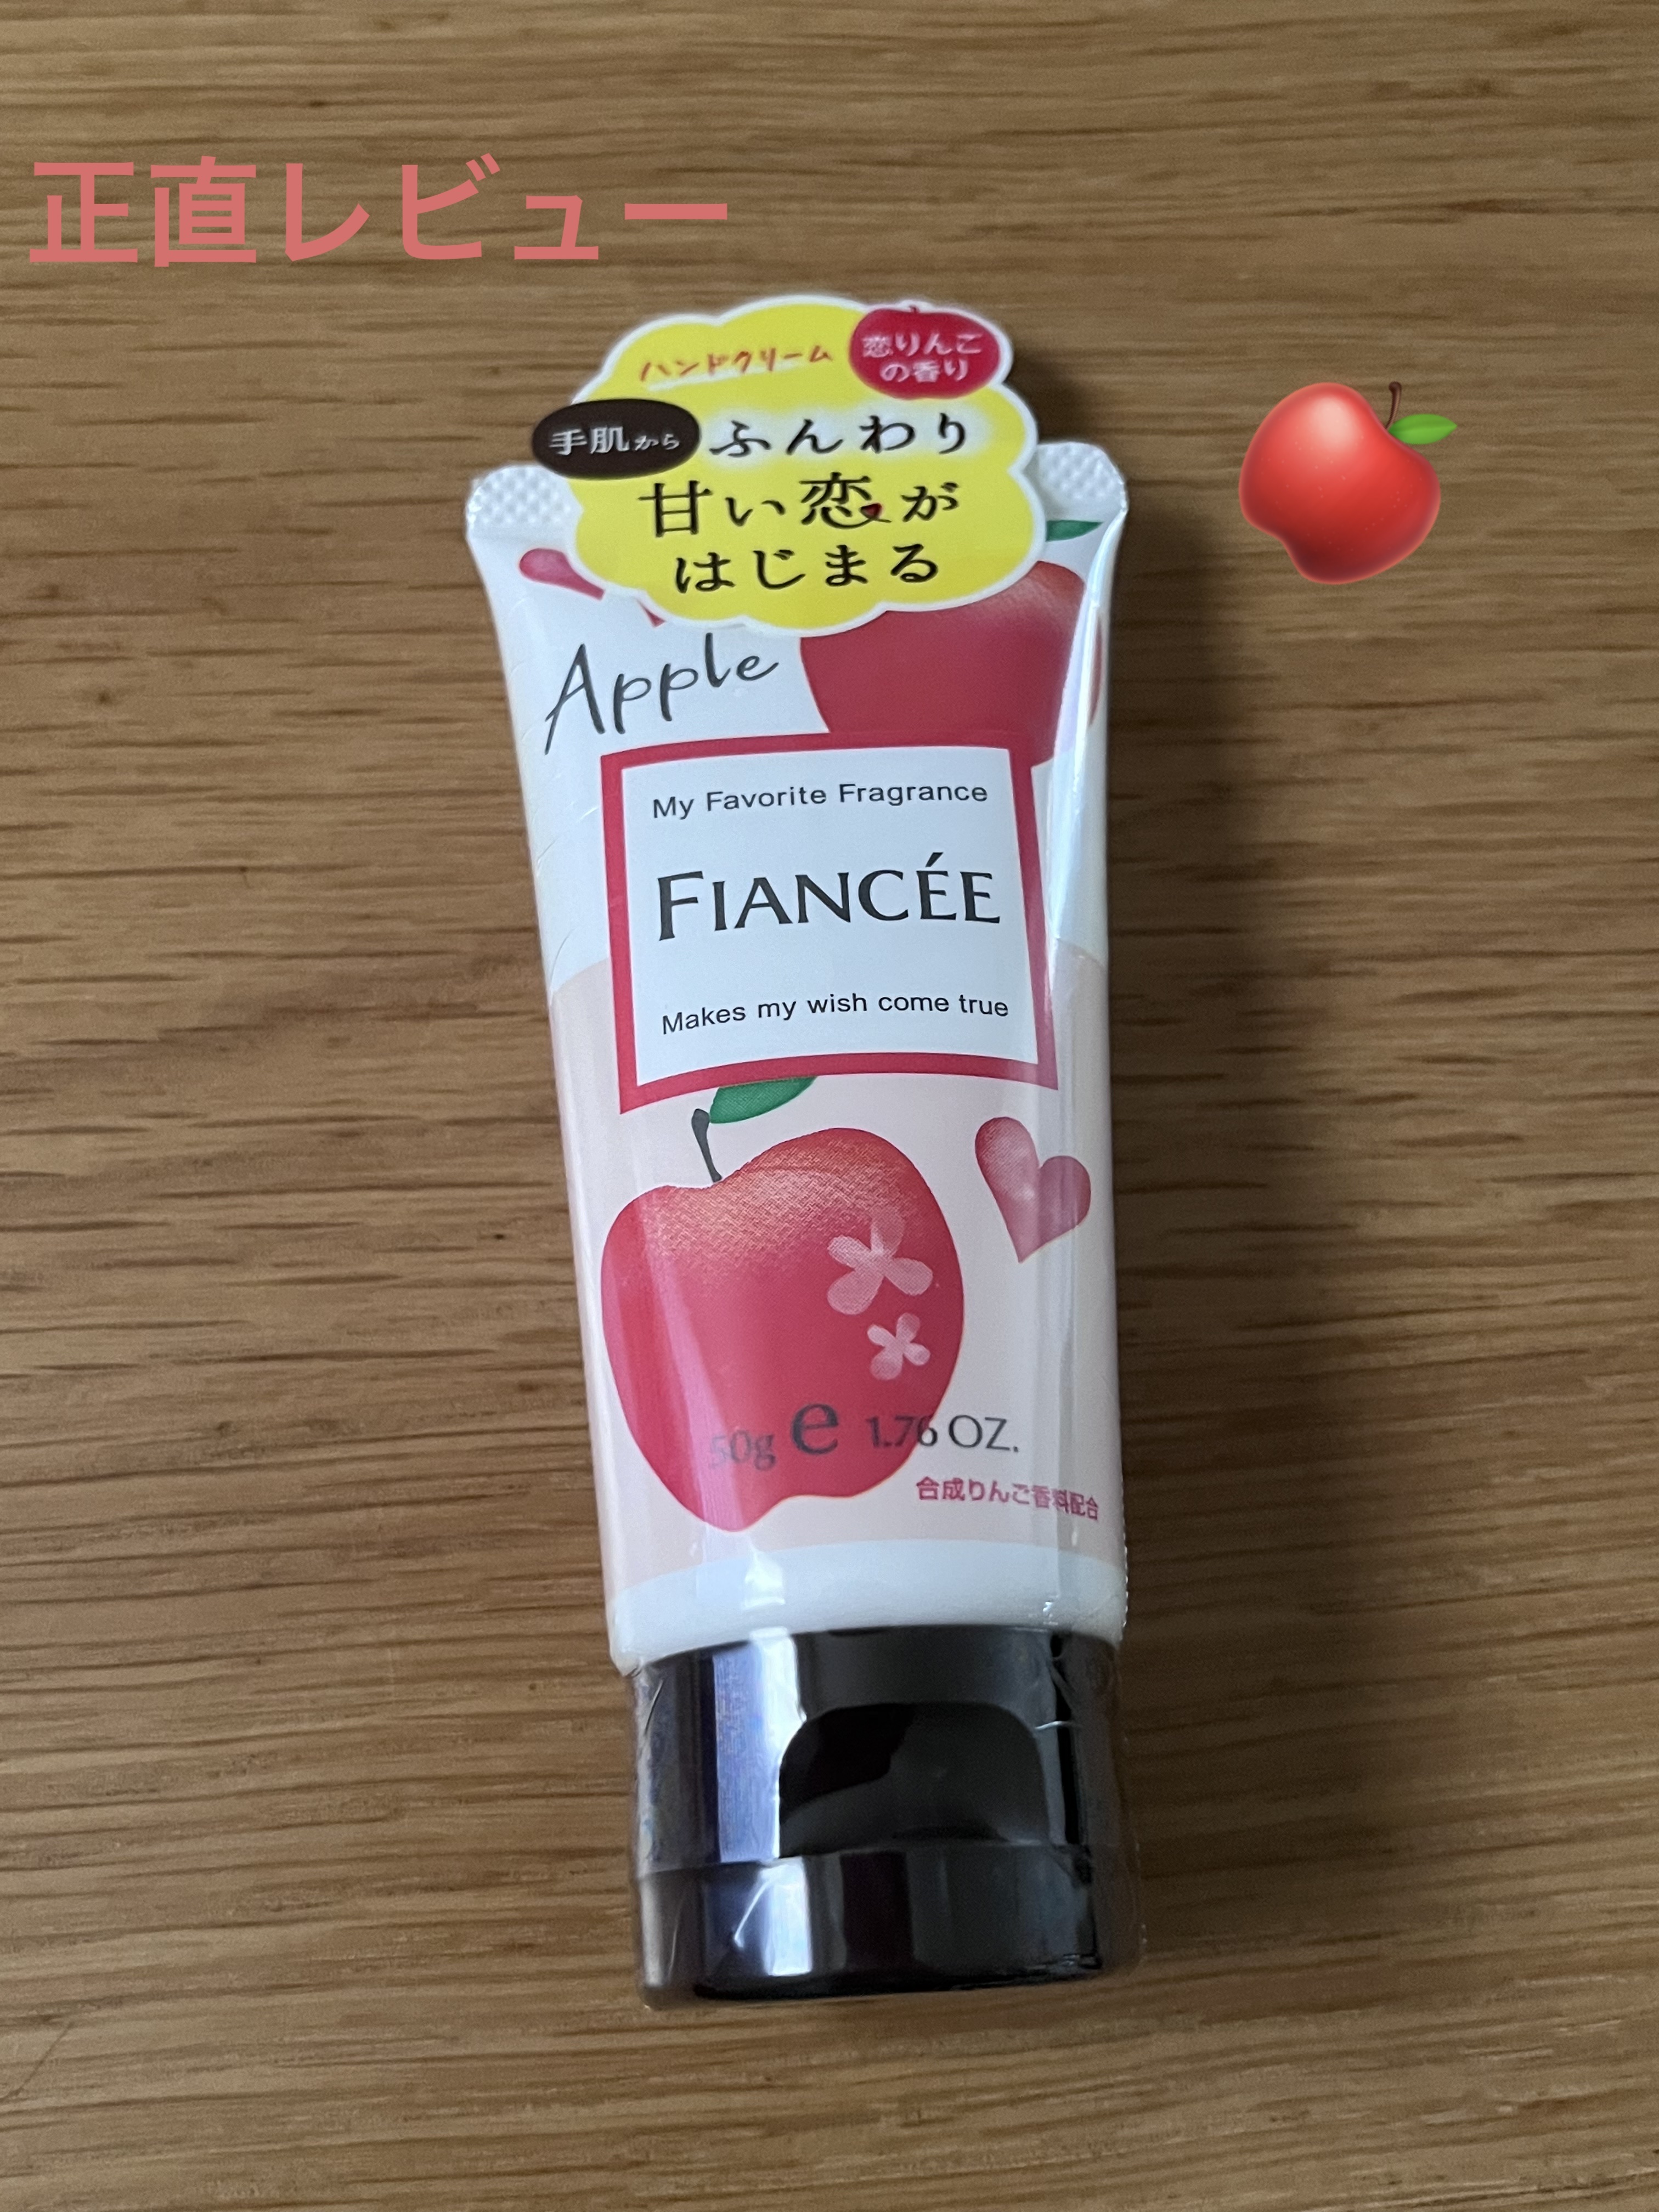 正直レビュー
ハンドクリーム
恋りんご
の香り
手肌から ふんわり
甘い恋が
はじまる
Apple
My Favorite Fragrance
FIANCÉE
Makes my wish come true
50g e 1.76 OZ.
合成りんご香料配合